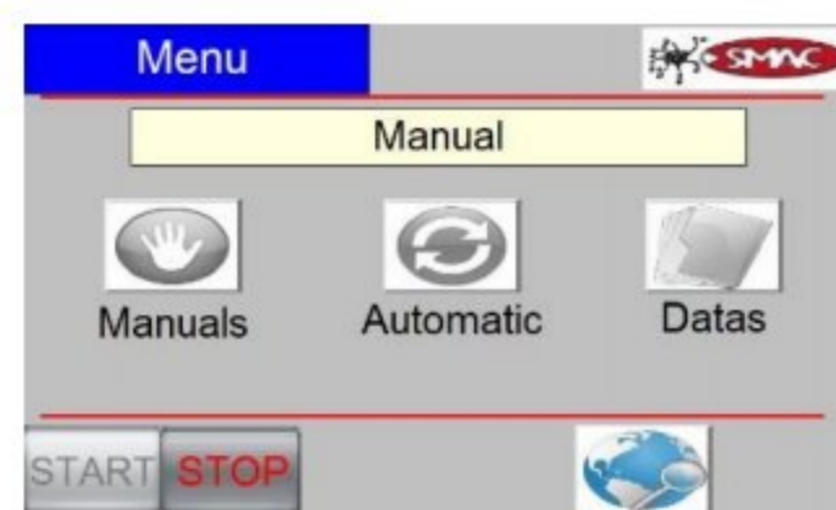 Menu
SMAC
Manual
Manuals
Automatic
Datas
START
STOP